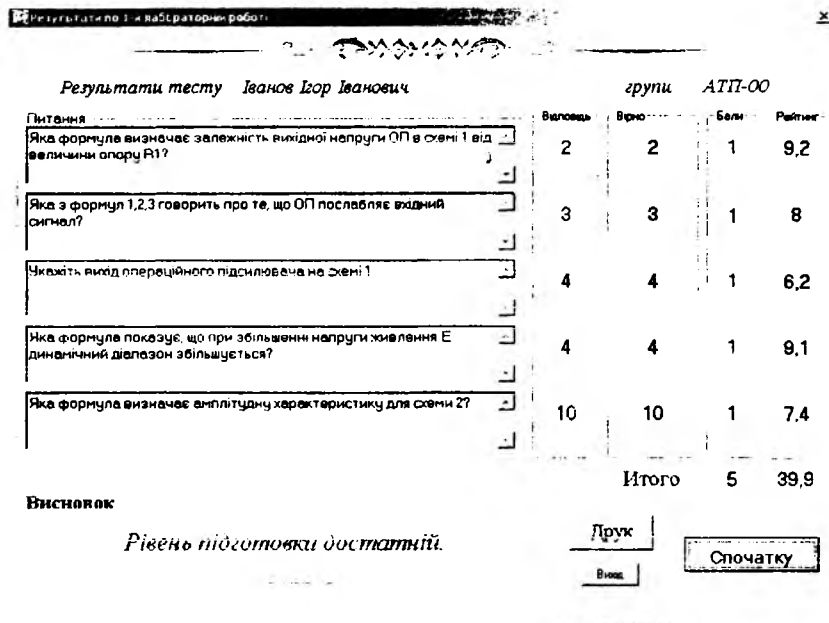 Результати по 1-й лабораторній роботі
Результати тесту Іванов Ігор Іванович групи АТП-00
Питання Відповідь Вірно Бали Рейтинг
Яка формула визначає залежність вихідної напруги ОП в схемі 1 від
величини опору R1?
2 2 1 9,2
Яка з формул 1,2,3 говорить про те, що ОП послабляє вхідний
сигнал?
3 3 1 8
Укажіть вихід операційного підсилювача на схемі 1
4 4 1 6,2
Яка формула показує, що при збільшенні напруги живлення Е
динамічний діапазон збільшується?
4 4 1 9,1
Яка формула визначає амплітудну характеристику для схеми 2?
10 10 1 7,4
Итого 5 39,9
Висновок
Рівень підготовки достатній.
Друк
Вихід
Спочатку